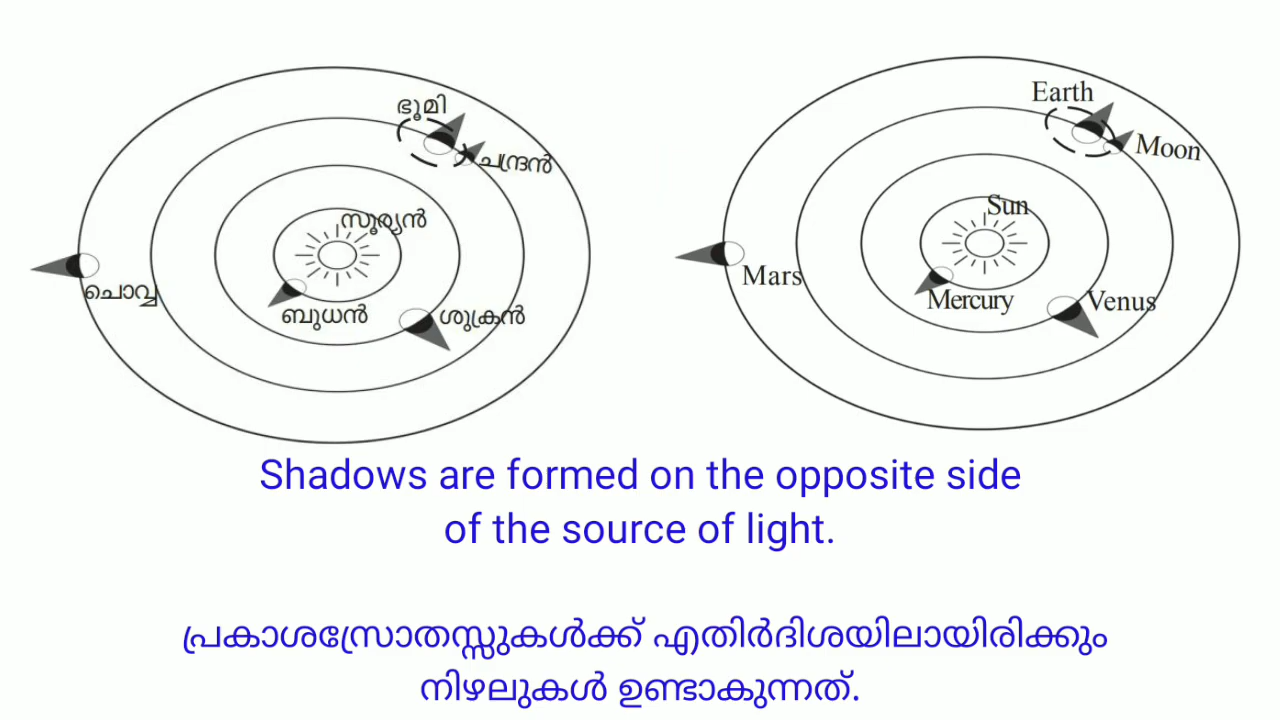 ഭൂമി
ചന്ദ്രൻ
സൂര്യൻ
ചൊവ്വ
ബുധൻ
ശുക്രൻ
Earth
Moon
Sun
Mars
Mercury
Venus
Shadows are formed on the opposite side
of the source of light.
പ്രകാശസ്രോതസ്സുകൾക്ക് എതിർദിശയിലായിരിക്കും
നിഴലുകൾ ഉണ്ടാകുന്നത്.